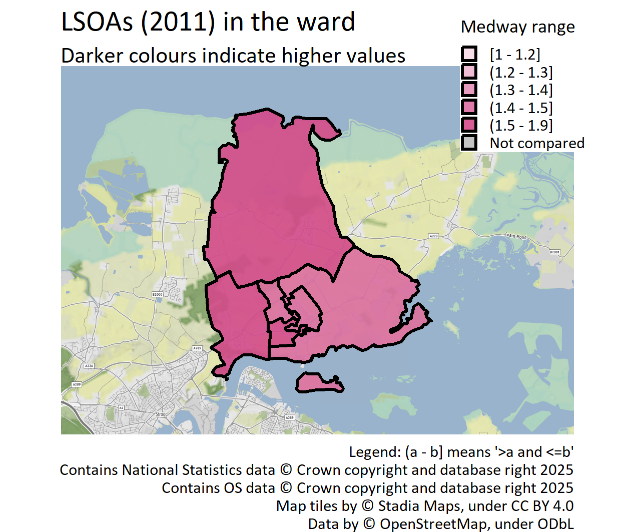 LSOAs (2011) in the ward
Darker colours indicate higher values
Medway range
[1 - 1.2]
(1.2 - 1.3]
(1.3 - 1.4]
(1.4 - 1.5]
(1.5 - 1.9]
Not compared
Legend: (a - b] means '>a and <=b'
Contains National Statistics data © Crown copyright and database right 2025
Contains OS data © Crown copyright and database right 2025
Map tiles by © Stadia Maps, under CC BY 4.0
Data by © OpenStreetMap, under ODbL